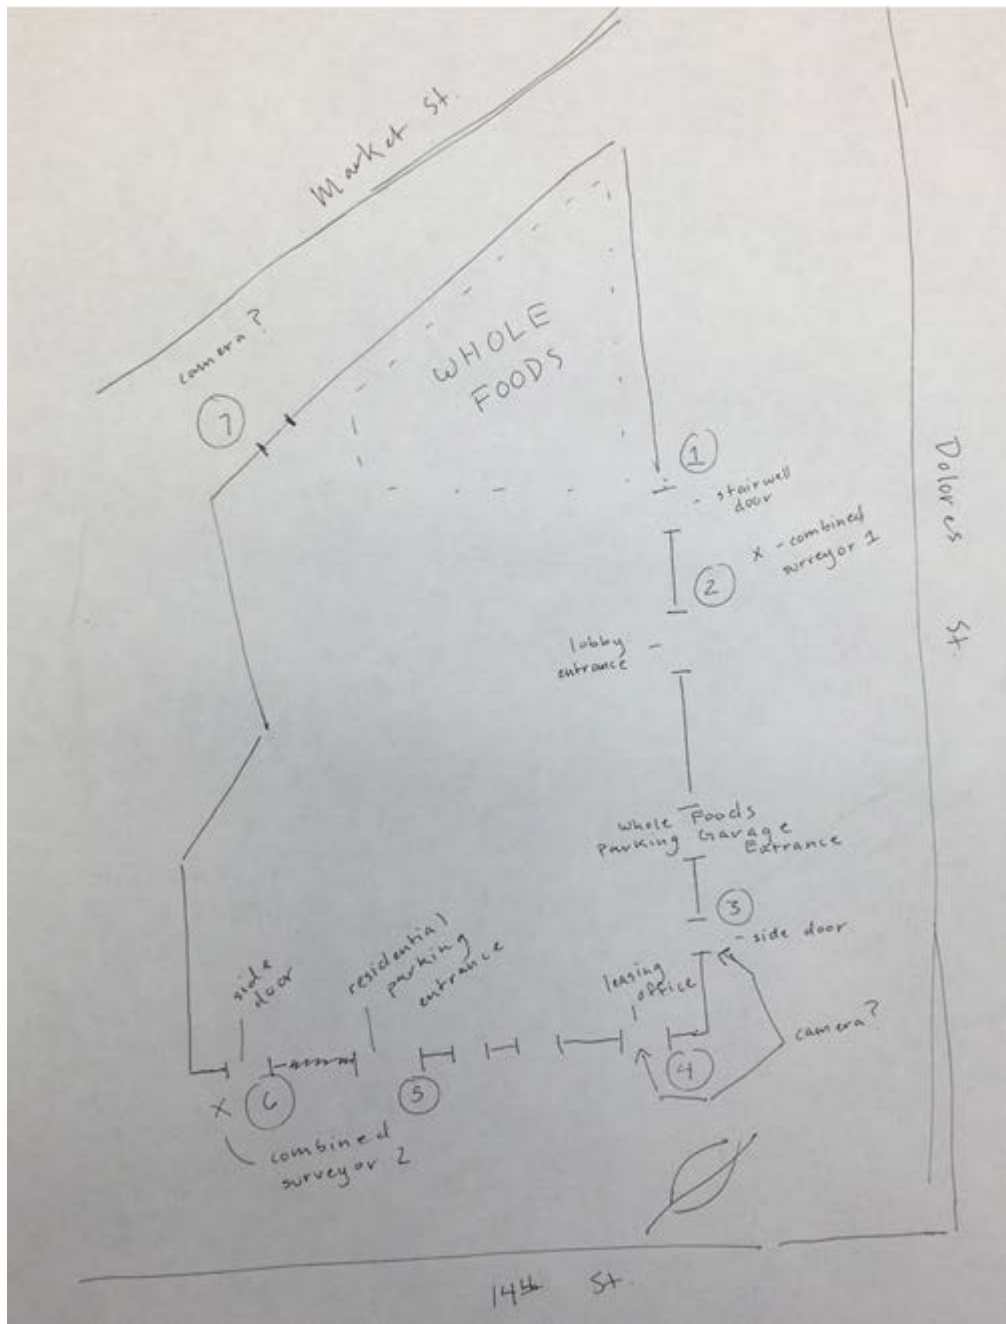 Market St.
camera?
7
WHOLE
FOODS
1
- stairwell
door
x - combined
surveyor 1
2
Dolores St.
lobby -
entrance
Whole Foods
parking Garage
Entrance
3
- side door
side
door
residential
parking
entrance
leasing
office
camera?
4
5
6
X
combined
surveyor 2
14th St.